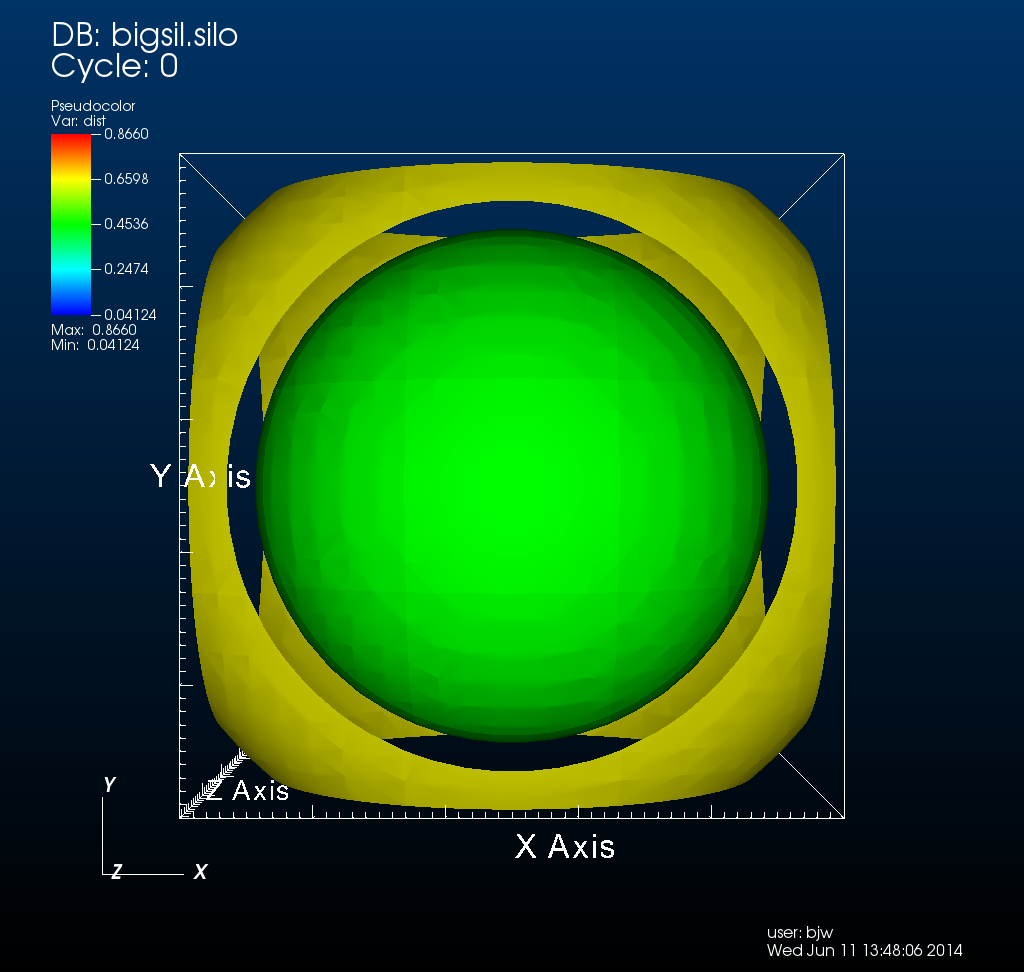 DB: bigsil.silo
Cycle: 0
Pseudocolor
Var: dist
0.8660
0.6598
0.4536
0.2474
0.04124
Max: 0.8660
Min: 0.04124
Y Axis
Z Axis
X Axis
Y
Z
X
user: bjw
Wed Jun 11 13:48:06 2014